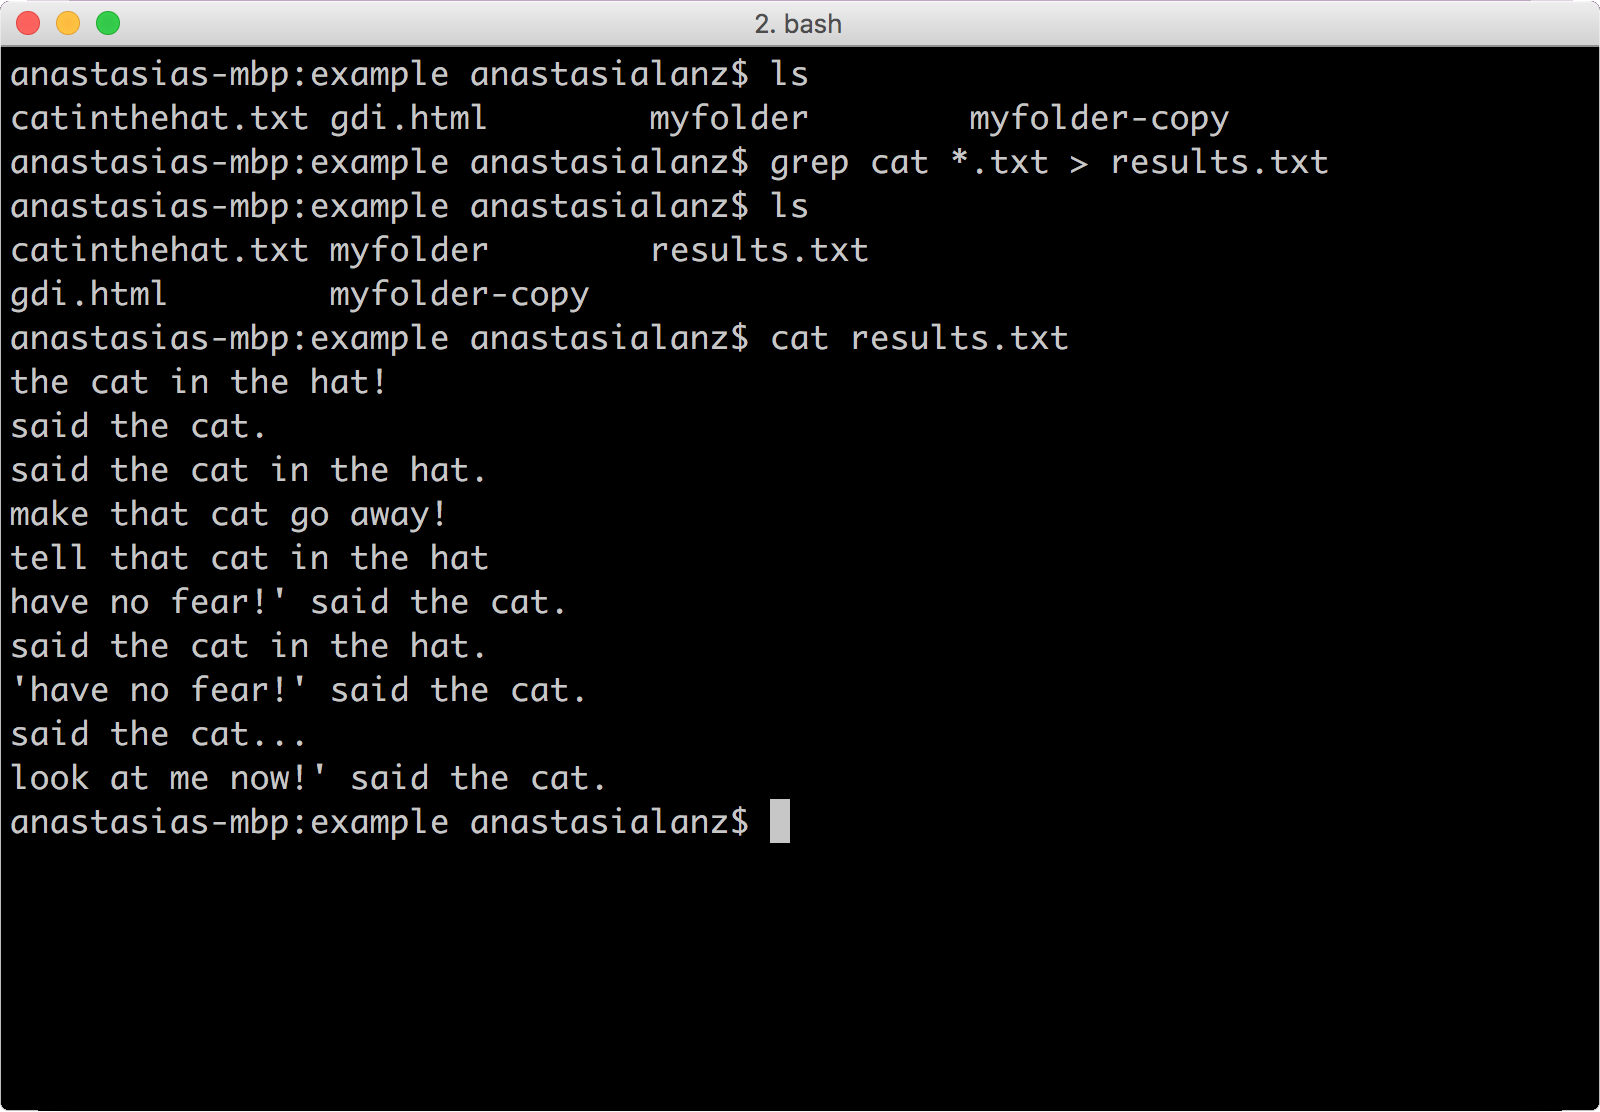 2. bash
anastasias-mbp:example anastasialanz$ ls
catinthehat.txt gdi.html        myfolder        myfolder-copy
anastasias-mbp:example anastasialanz$ grep cat *.txt > results.txt
anastasias-mbp:example anastasialanz$ ls
catinthehat.txt myfolder        results.txt
gdi.html        myfolder-copy
anastasias-mbp:example anastasialanz$ cat results.txt
the cat in the hat!
said the cat.
said the cat in the hat.
make that cat go away!
tell that cat in the hat
have no fear!' said the cat.
said the cat in the hat.
'have no fear!' said the cat.
said the cat...
look at me now!' said the cat.
anastasias-mbp:example anastasialanz$